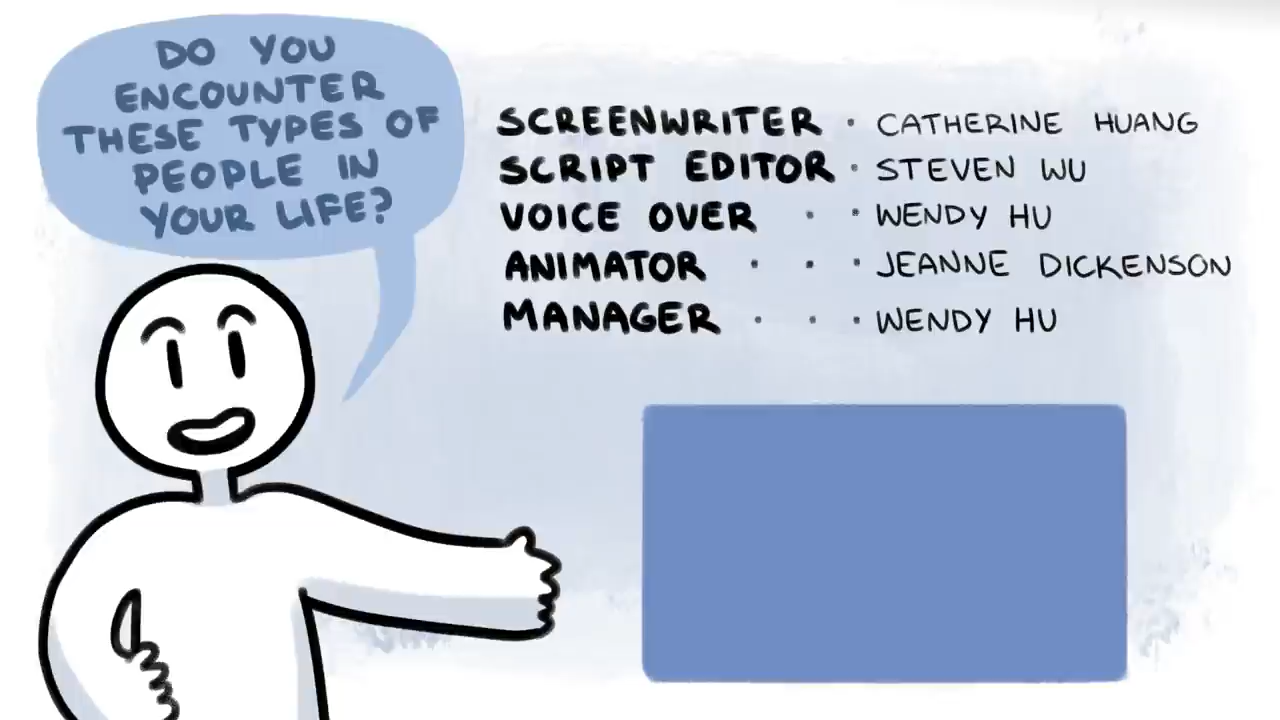 DO YOU
ENCOUNTER
THESE TYPES OF
PEOPLE IN
YOUR LIFE?
SCREENWRITER · CATHERINE HUANG
SCRIPT EDITOR · STEVEN WU
VOICE OVER · · WENDY HU
ANIMATOR · · · JEANNE DICKENSON
MANAGER · · · WENDY HU